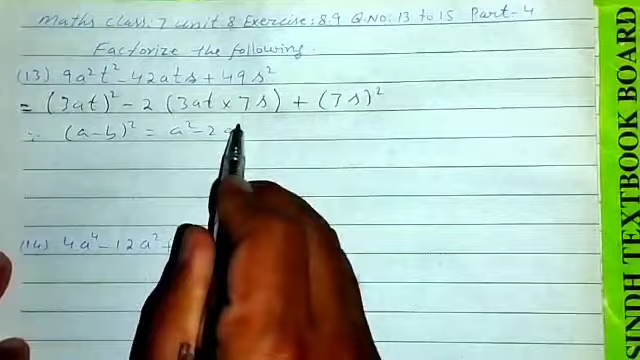 Maths Class: 7 Unit 8 Exercise: 8.9 Q.No: 13 to 15 Part-4
Factorize the following.
(13) 9a²t² - 42ats + 49s²
= (3at)² - 2 (3at × 7s) + (7s)²
∵ (a-b)² = a² - 2a
(14) 4a⁴ - 12a² +
SINDH TEXTBOOK BOARD